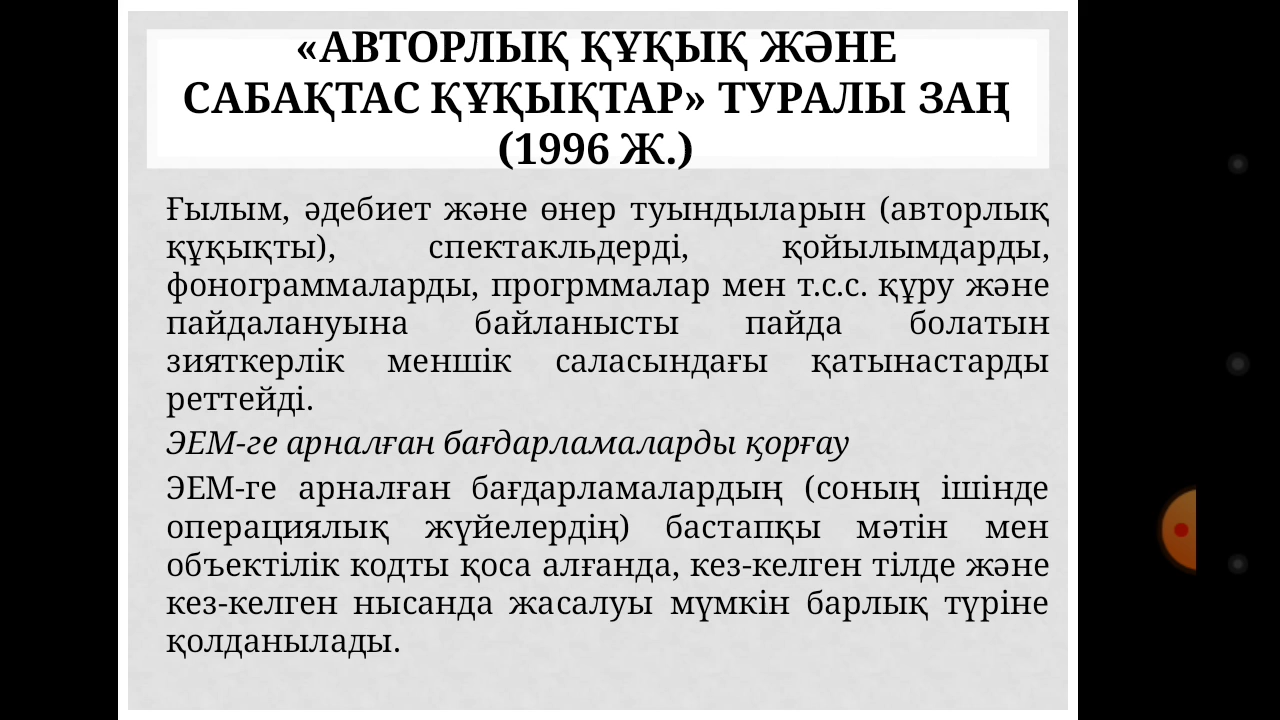 «АВТОРЛЫҚ ҚҰҚЫҚ ЖӘНЕ
САБАҚТАС ҚҰҚЫҚТАР» ТУРАЛЫ ЗАҢ
(1996 Ж.)
Ғылым, әдебиет және өнер туындыларын (авторлық
құқықты), спектакльдерді, қойылымдарды,
фонограммаларды, прогрммалар мен т.с.с. құру және
пайдалануына байланысты пайда болатын
зияткерлік меншік саласындағы қатынастарды
реттейді.
ЭЕМ-ге арналған бағдарламаларды қорғау
ЭЕМ-ге арналған бағдарламалардың (соның ішінде
операциялық жүйелердің) бастапқы мәтін мен
объектілік кодты қоса алғанда, кез-келген тілде және
кез-келген нысанда жасалуы мүмкін барлық түріне
қолданылады.